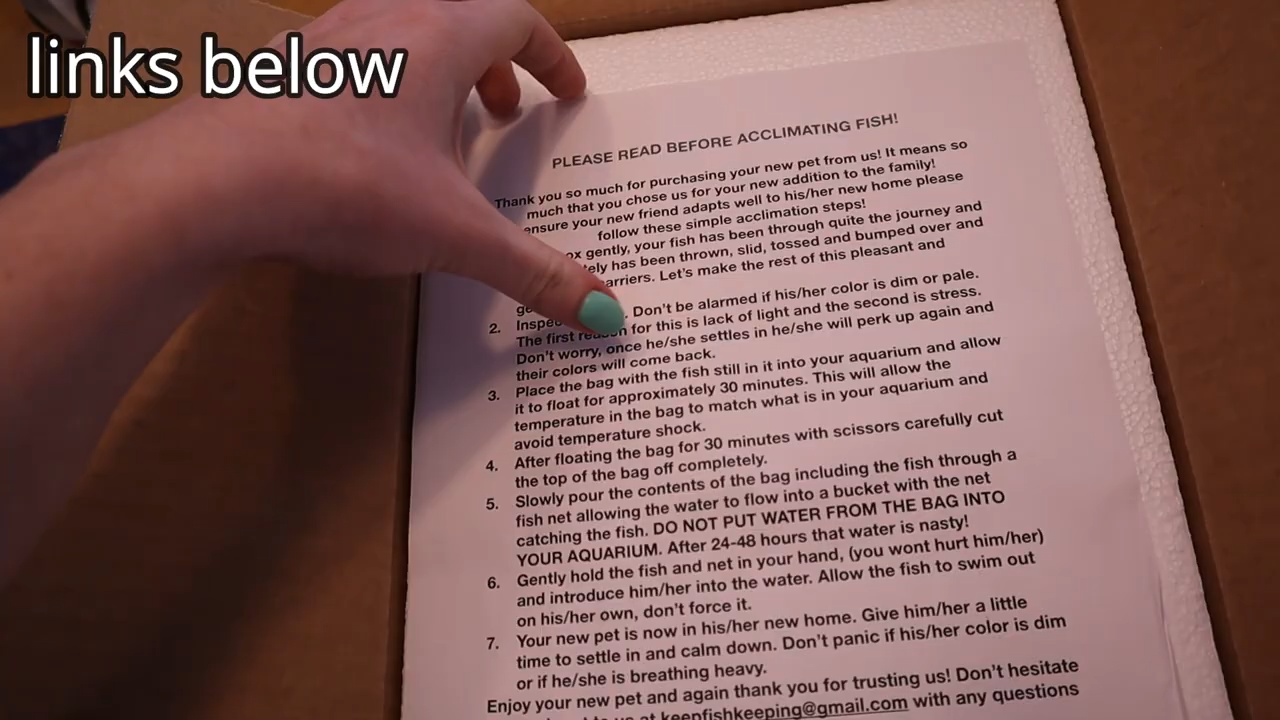 links below
PLEASE READ BEFORE ACCLIMATING FISH!
Thank you so much for purchasing your new pet from us! It means so
much that you chose us for your new addition to the family!
ensure your new friend adapts well to his/her new home please
follow these simple acclimation steps!
gently, your fish has been through quite the journey and
has been thrown, slid, tossed and bumped over and
Let's make the rest of this pleasant and
2. Don't be alarmed if his/her color is dim or pale.
The first reason for this is lack of light and the second is stress.
Don't worry, once he/she settles in he/she will perk up again and
their colors will come back.
3. Place the bag with the fish still in it into your aquarium and allow
it to float for approximately 30 minutes. This will allow the
temperature in the bag to match what is in your aquarium and
avoid temperature shock.
4. After floating the bag for 30 minutes with scissors carefully cut
the top of the bag off completely.
5. Slowly pour the contents of the bag including the fish through a
fish net allowing the water to flow into a bucket with the net
catching the fish. DO NOT PUT WATER FROM THE BAG INTO
YOUR AQUARIUM. After 24-48 hours that water is nasty!
6. Gently hold the fish and net in your hand, (you wont hurt him/her)
and introduce him/her into the water. Allow the fish to swim out
on his/her own, don't force it.
7. Your new pet is now in his/her new home. Give him/her a little
time to settle in and calm down. Don't panic if his/her color is dim
or if he/she is breathing heavy.
Enjoy your new pet and again thank you for trusting us! Don't hesitate
to us at keepfishkeeping@gmail.com with any questions